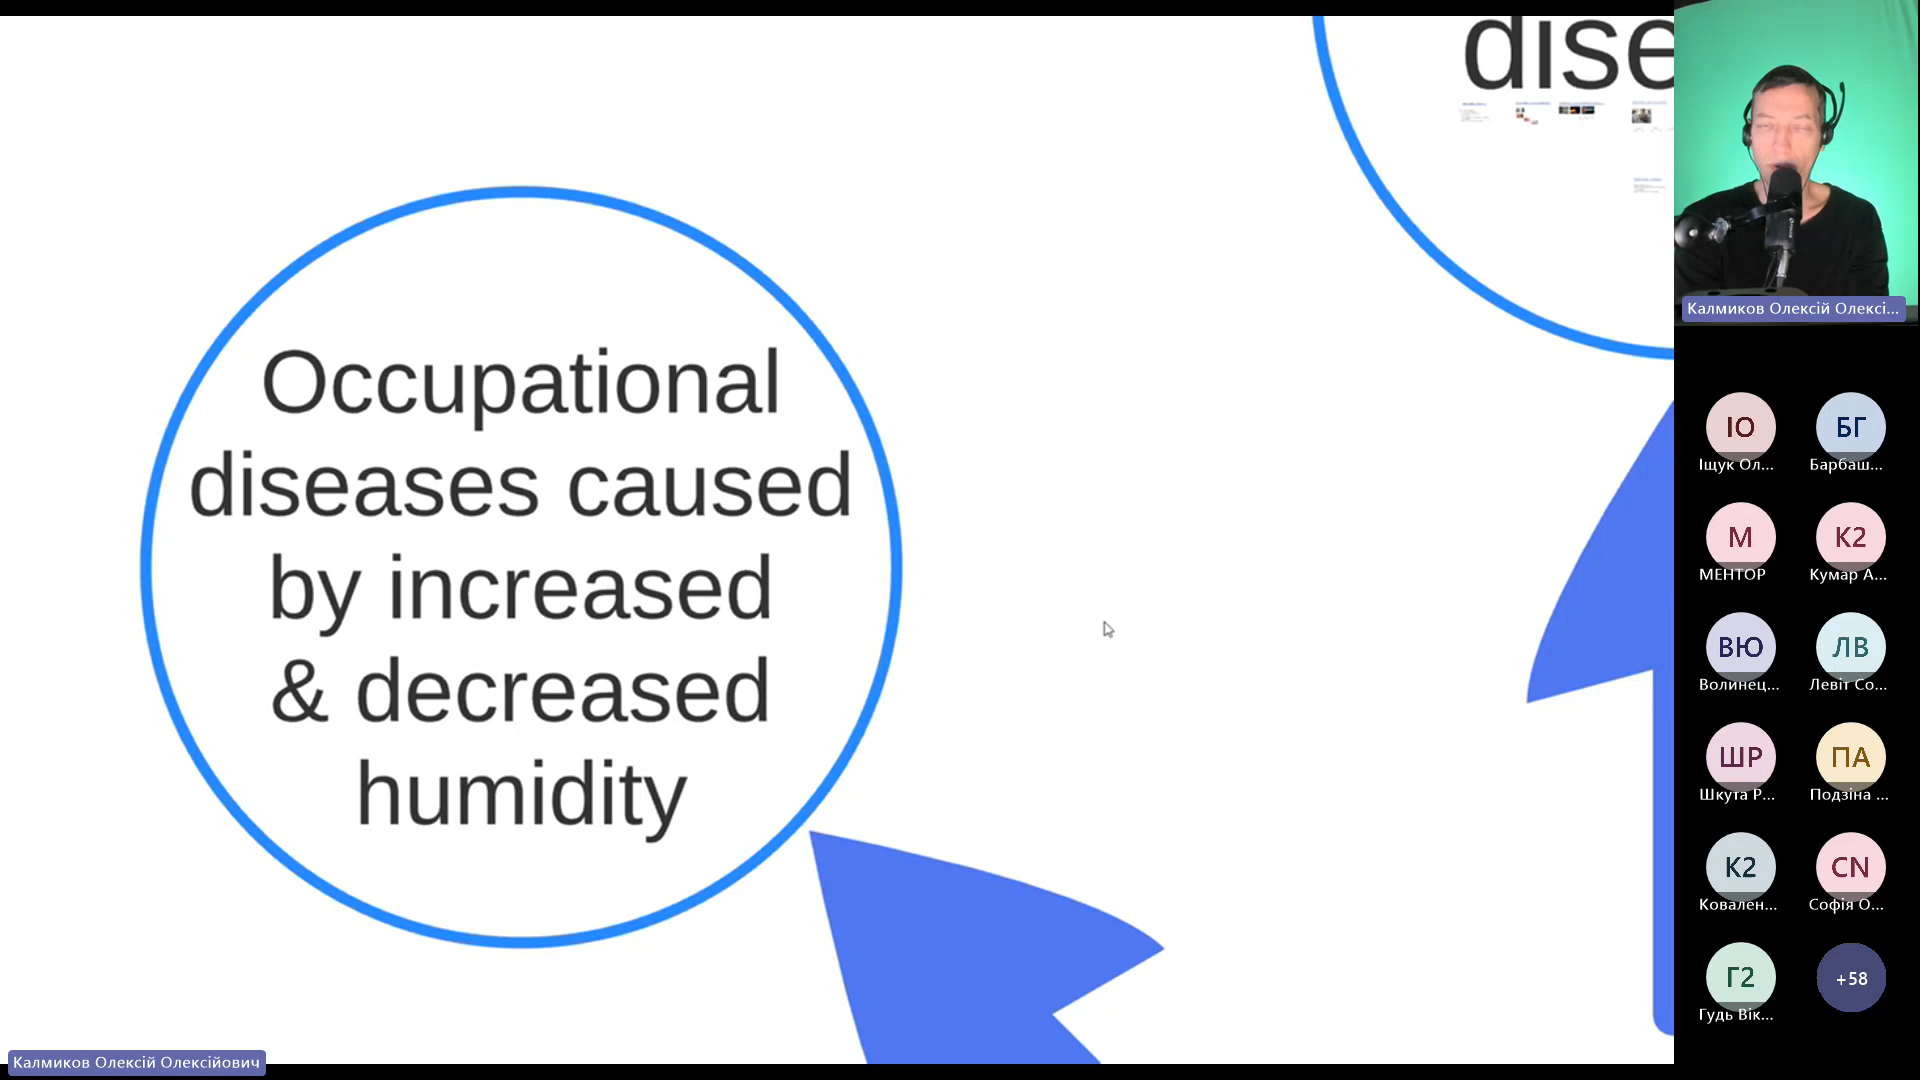 dise
Occupational
diseases caused
by increased
& decreased
humidity
Калмиков Олексій Олексійович
Калмиков Олексій Олексі...
ІО
Іщук Ол...
БГ
Барбаш...
М
МЕНТОР
К2
Кумар А...
ВЮ
Волинец...
ЛВ
Левіт Со...
ШР
Шкута Р...
ПА
Подзіна ...
К2
Ковален...
CN
Софія О...
Г2
Гудь Вік...
+58